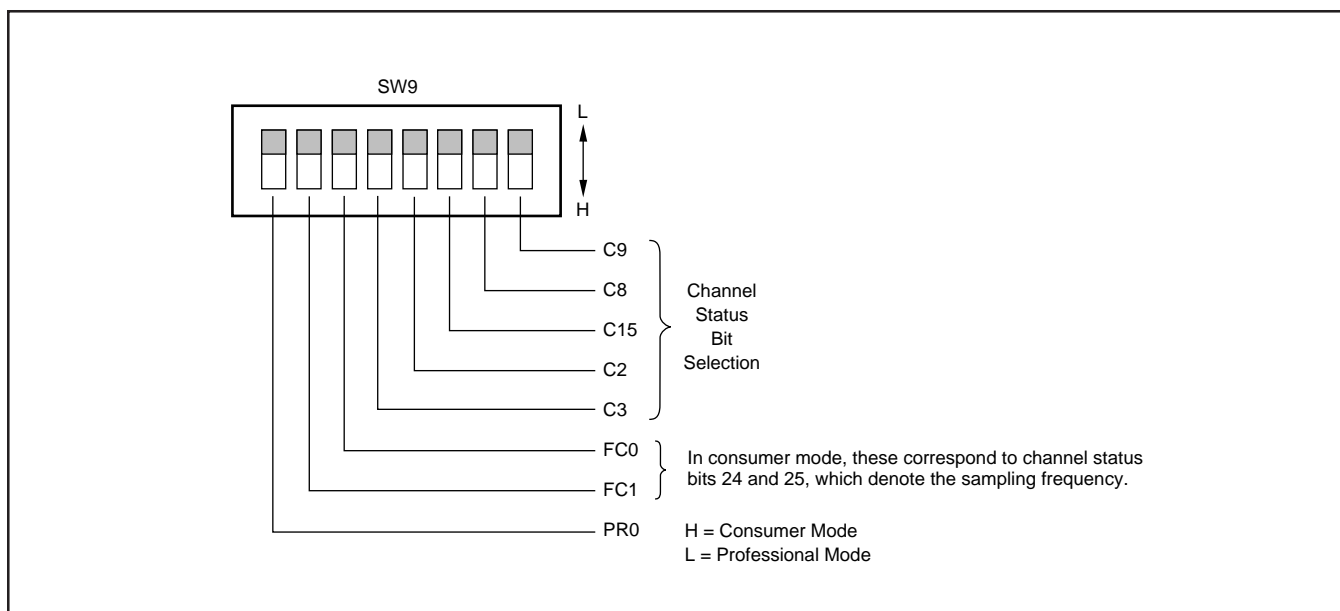 SW9
L
H
C9
C8
C15
C2
C3
Channel
Status
Bit
Selection
FC0
FC1
In consumer mode, these correspond to channel status
bits 24 and 25, which denote the sampling frequency.
PR0
H = Consumer Mode
L = Professional Mode